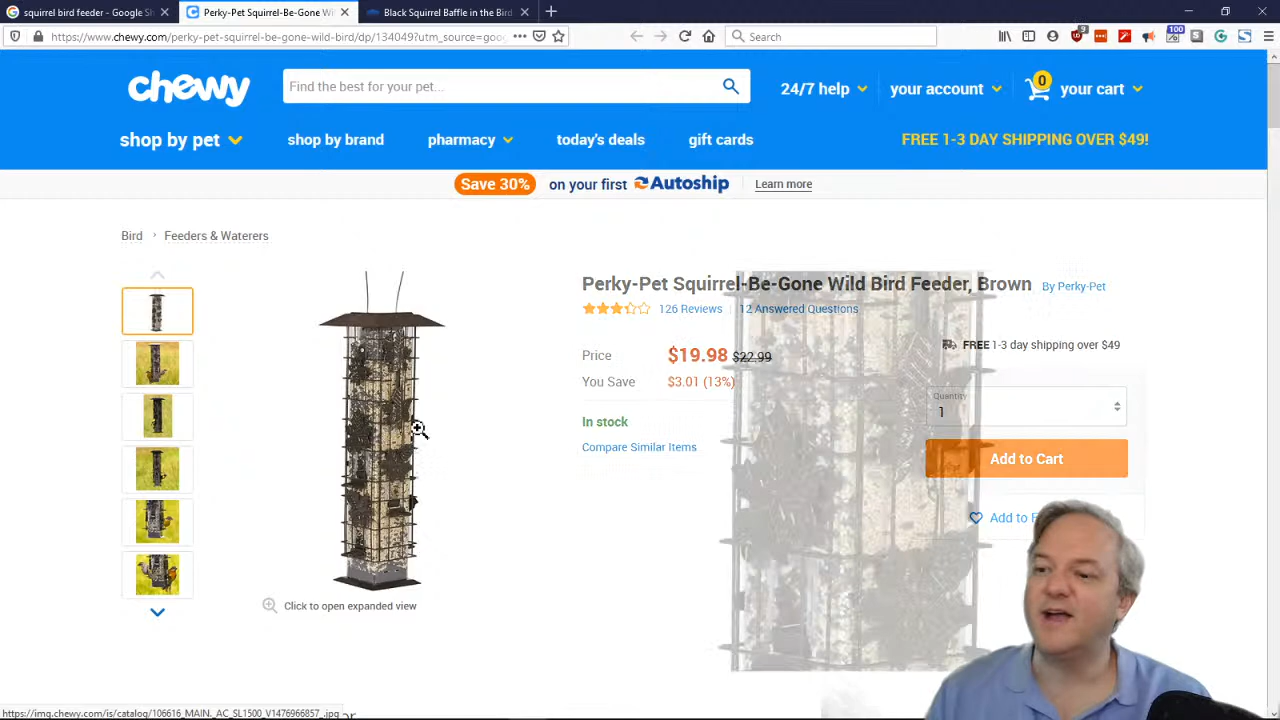 squirrel bird feeder - Google Sh
Perky-Pet Squirrel-Be-Gone Wi
Black Squirrel Baffle in the Bird
https://www.chewy.com/perky-pet-squirrel-be-gone-wild-bird/dp/134049?utm_source=goo
Search
9
100
chewy
Find the best for your pet...
24/7 help
your account
0
your cart
shop by pet
shop by brand
pharmacy
today's deals
gift cards
FREE 1-3 DAY SHIPPING OVER $49!
Save 30%
on your first
Autoship
Learn more
Bird
Feeders & Waterers
Perky-Pet Squirrel-Be-Gone Wild Bird Feeder, Brown
By Perky-Pet
126 Reviews
12 Answered Questions
Price
$19.98
$22.99
FREE 1-3 day shipping over $49
You Save
$3.01 (13%)
Quantity
1
In stock
Compare Similar Items
Add to Cart
Add to F
Click to open expanded view
https://img.chewy.com/is/catalog/106616_MAIN._AC_SL1500_V1476966857_.jpg